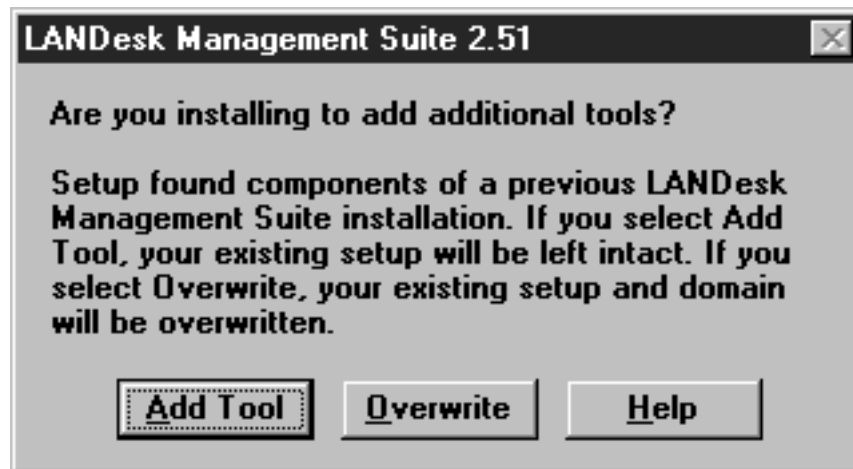 LANDesk Management Suite 2.51
Are you installing to add additional tools?
Setup found components of a previous LANDesk
Management Suite installation. If you select Add
Tool, your existing setup will be left intact. If you
select Overwrite, your existing setup and domain
will be overwritten.
Add Tool Overwrite Help